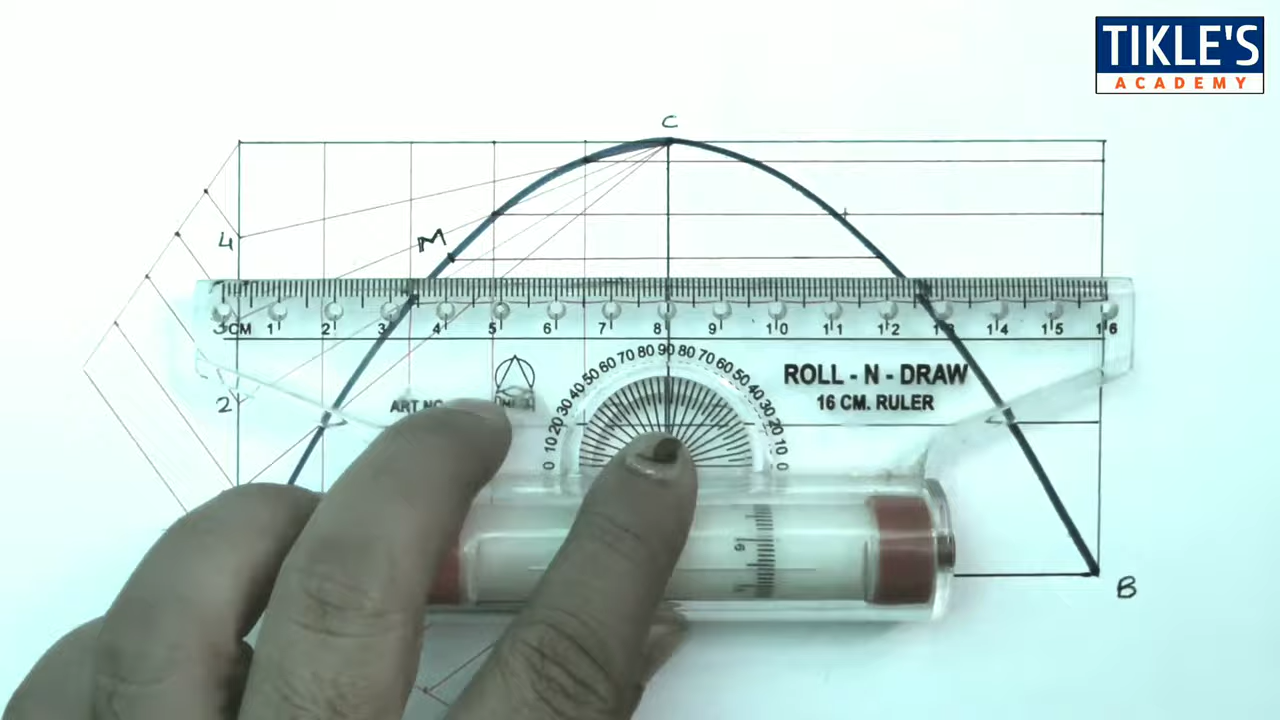 TIKLE'S
ACADEMY
C
4
M
3
CM 1 2 3 4 5 6 7 8 9 10 11 12 13 14 15 16
2
90 80 70 60 50 40 30 20 10 0
80 70 60 50 40 30 20 10 0
ROLL - N - DRAW
ART NO
16 CM. RULER
B